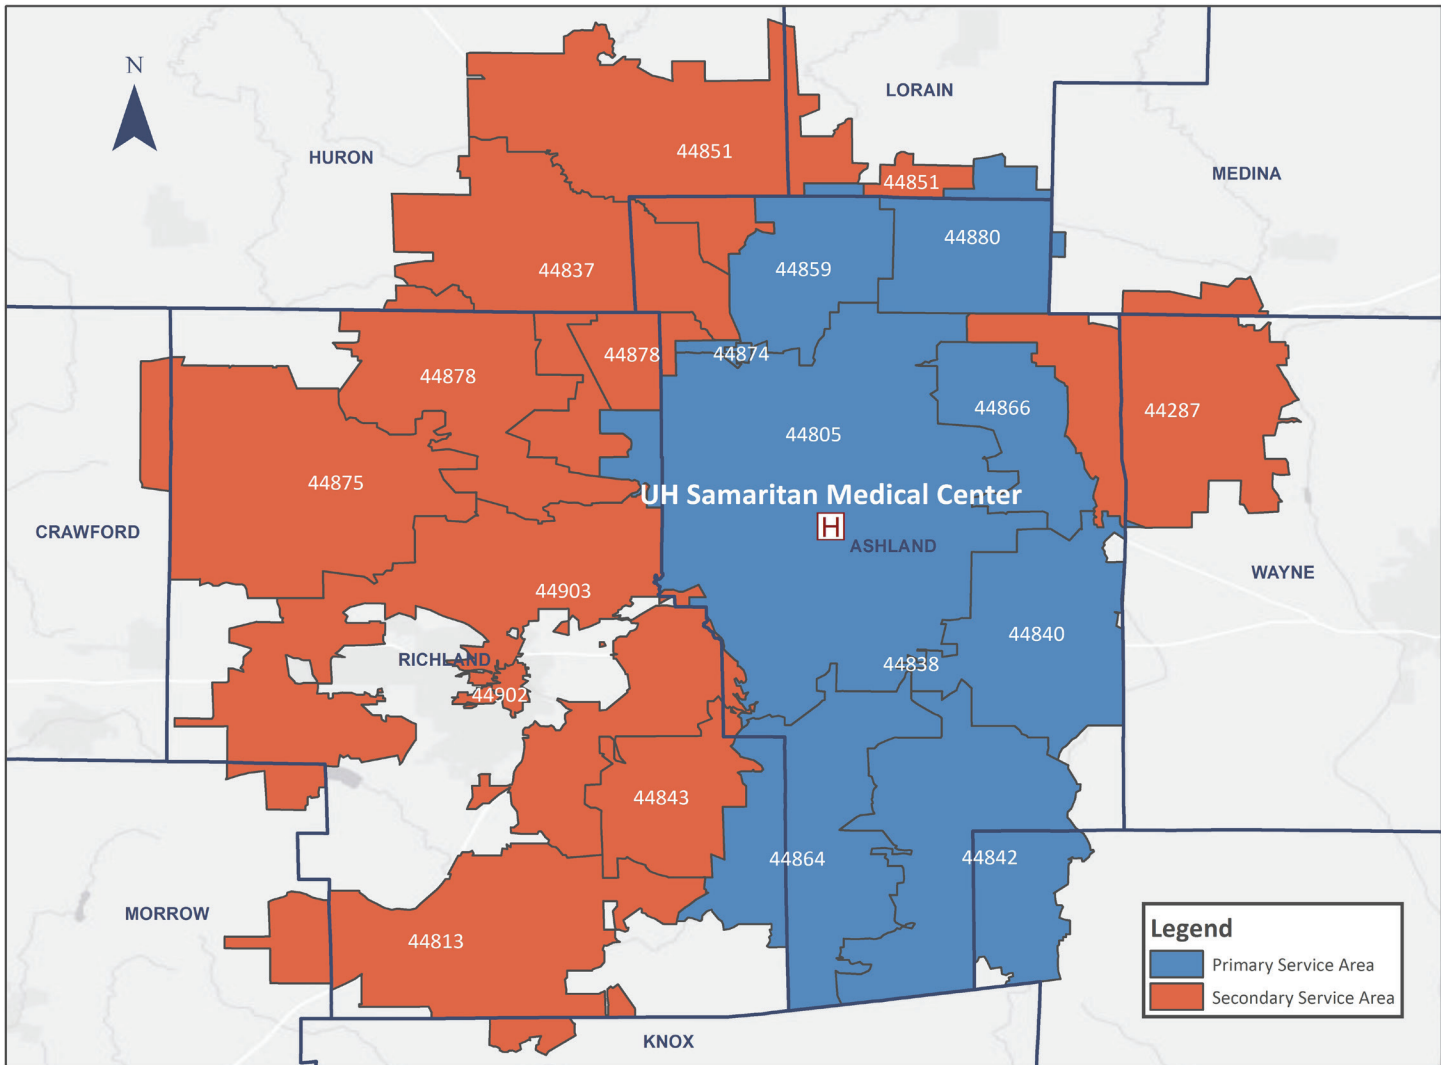 N
LORAIN
44851
HURON
MEDINA
44851
44880
44859
44837
44874
44878
44878
44866
44287
44805
44875
UH Samaritan Medical Center
CRAWFORD
H
ASHLAND
WAYNE
44903
44840
RICHLAND
44838
44902
44843
44864
44842
MORROW
44813
KNOX
Legend
Primary Service Area
Secondary Service Area